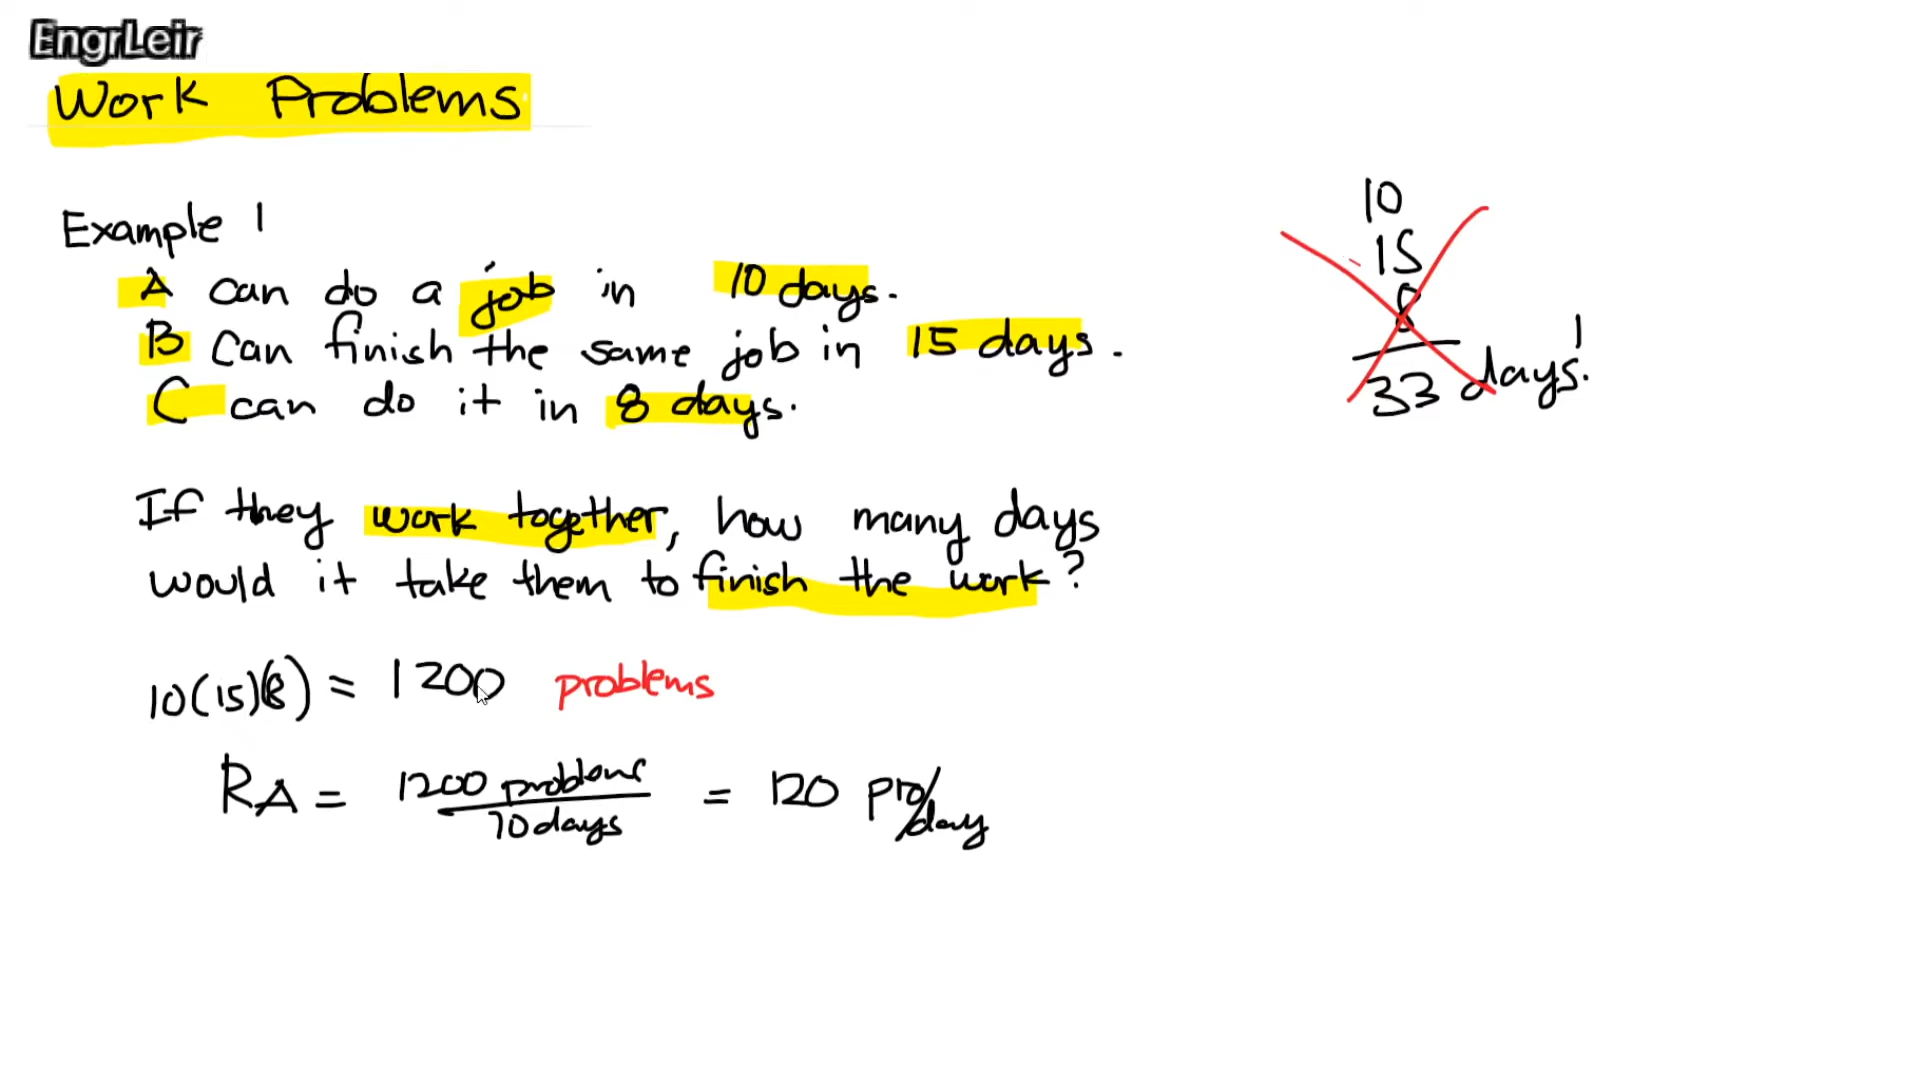 EngrLeir
Work Problems
Example 1
A can do a job in 10 days.
B can finish the same job in 15 days.
C can do it in 8 days.
If they work together, how many days
would it take them to finish the work?
10(15)(8) = 1200 problems
RA = 1200 problems / 10 days = 120 pro/day
10
15
8
33 days!